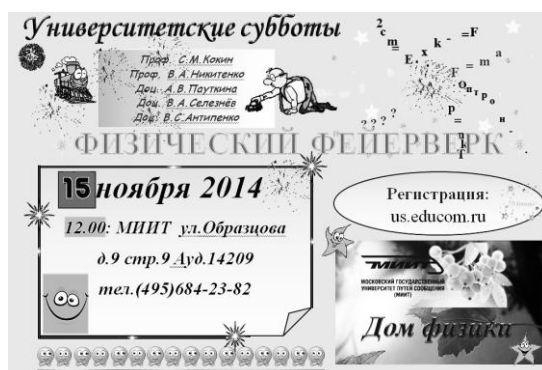 Университетские субботы
Проф. С.М.Кокин
Проф. В.А.Никитенко
Доц. А.В.Пауткина
Доц. В.А.Селезнёв
Доц. В.С.Антипенко
ФИЗИЧЕСКИЙ ФЕЙЕРВЕРК
15 ноября 2014
12.00: МИИТ ул.Образцова
д.9 стр.9 Ауд.14209
тел.(495)684-23-82
Регистрация:
us.educom.ru
МИИТ
МОСКОВСКИЙ ГОСУДАРСТВЕННЫЙ
УНИВЕРСИТЕТ ПУТЕЙ СООБЩЕНИЯ
(МИИТ)
Дом физики